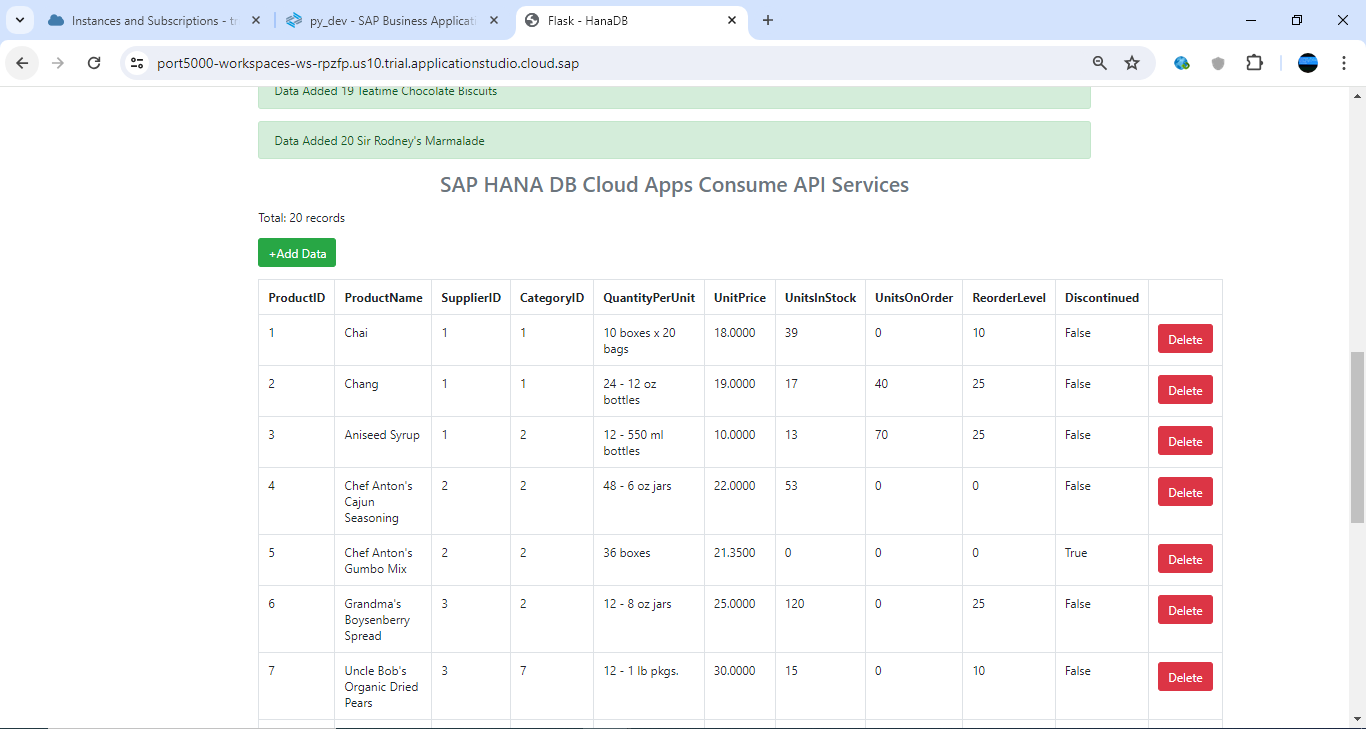 Instances and Subscriptions - tr
py_dev - SAP Business Applicati
Flask - HanaDB
port5000-workspaces-ws-rpzfp.us10.trial.applicationstudio.cloud.sap
Data Added 19 Teatime Chocolate Biscuits
Data Added 20 Sir Rodney's Marmalade
SAP HANA DB Cloud Apps Consume API Services
Total: 20 records
+Add Data
ProductID ProductName SupplierID CategoryID QuantityPerUnit UnitPrice UnitsInStock UnitsOnOrder ReorderLevel Discontinued
1 Chai 1 1 10 boxes x 20 18.0000 39 0 10 False Delete
bags
2 Chang 1 1 24 - 12 oz 19.0000 17 40 25 False Delete
bottles
3 Aniseed Syrup 1 2 12 - 550 ml 10.0000 13 70 25 False Delete
bottles
4 Chef Anton's 2 2 48 - 6 oz jars 22.0000 53 0 0 False Delete
Cajun
Seasoning
5 Chef Anton's 2 2 36 boxes 21.3500 0 0 0 True Delete
Gumbo Mix
6 Grandma's 3 2 12 - 8 oz jars 25.0000 120 0 25 False Delete
Boysenberry
Spread
7 Uncle Bob's 3 7 12 - 1 lb pkgs. 30.0000 15 0 10 False Delete
Organic Dried
Pears